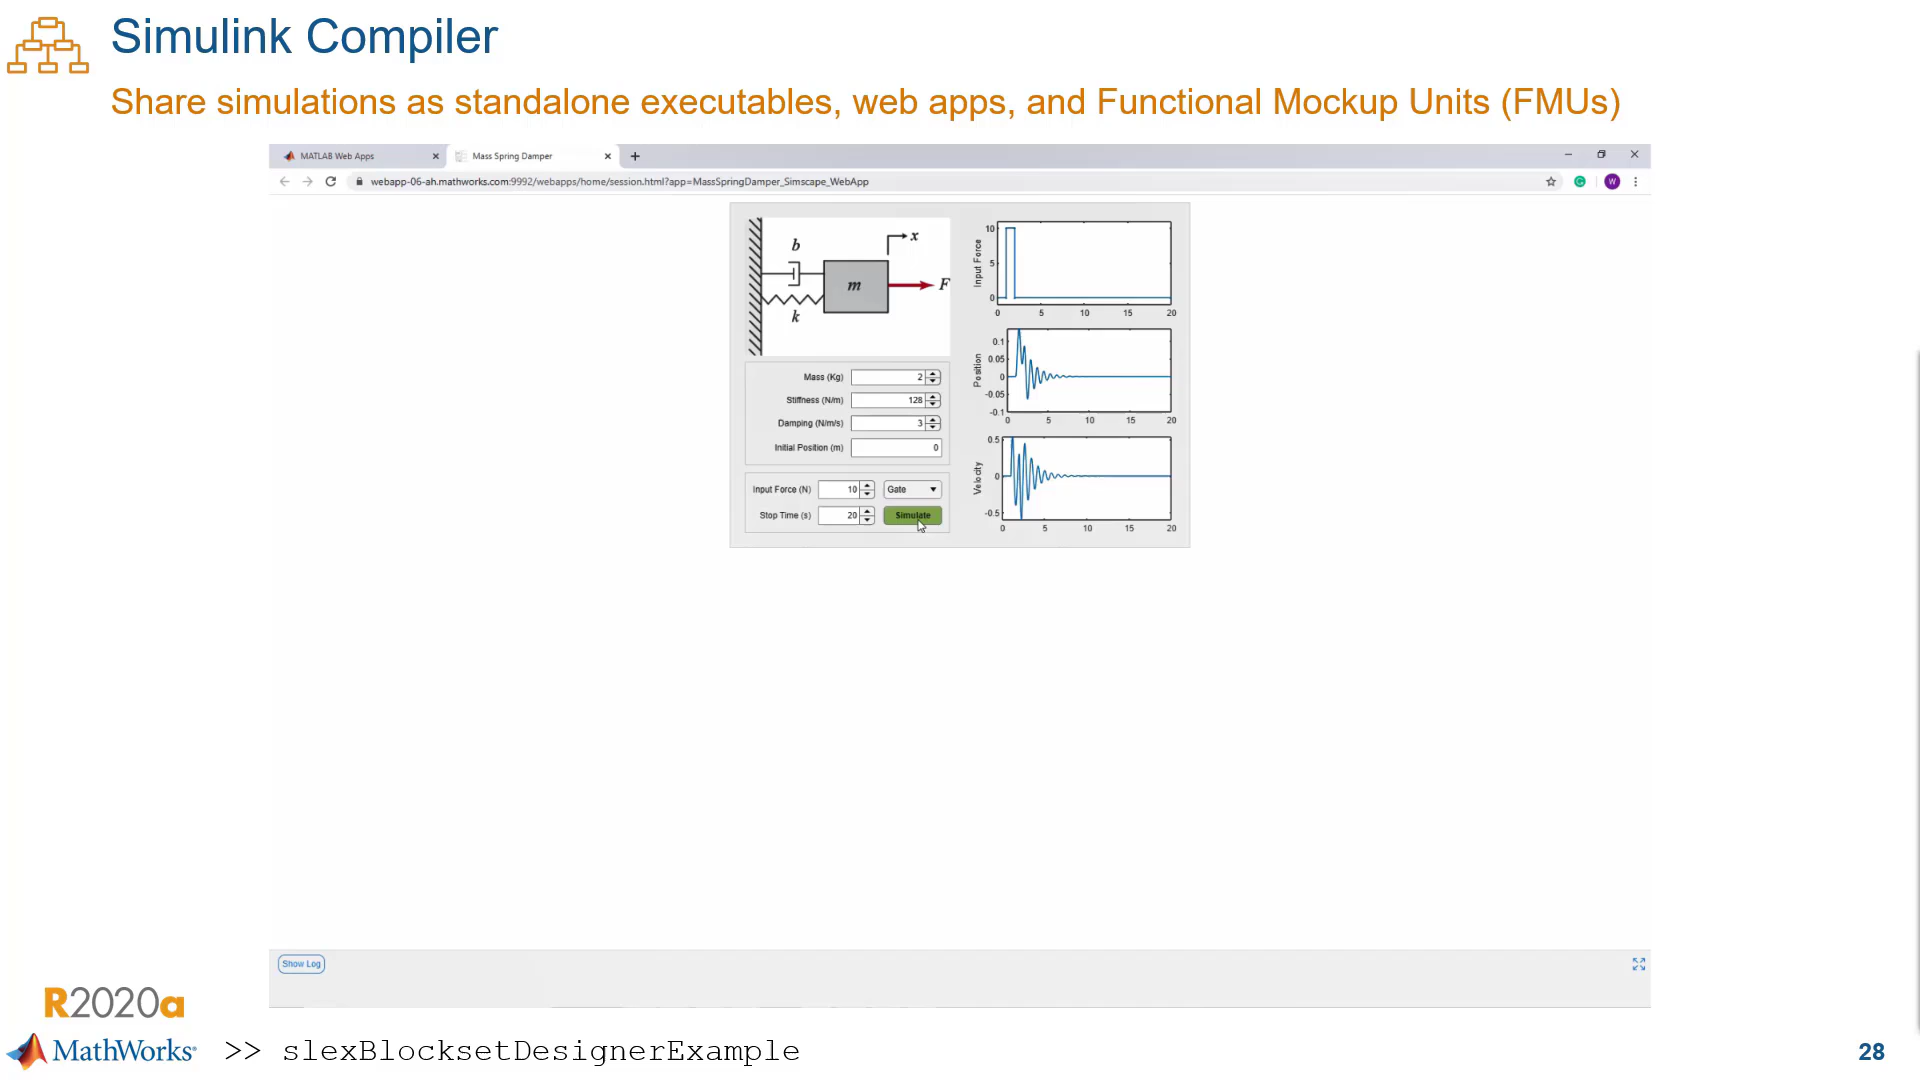 Simulink Compiler
Share simulations as standalone executables, web apps, and Functional Mockup Units (FMUs)
MATLAB Web Apps
Mass Spring Damper
webapp-06-ah.mathworks.com:9992/webapps/home/session.html?app=MassSpringDamper_Simscape_WebApp
W
b
x
m
F
k
Mass (Kg) 2
Stiffness (N/m) 128
Damping (N/m/s) 3
Initial Position (m) 0
Input Force (N) 10 Gate
Stop Time (s) 20 Simulate
Input Force
10
5
0
0 5 10 15 20
Position
0.1
0.05
0
-0.05
-0.1
0 5 10 15 20
Velocity
0.5
0
-0.5
0 5 10 15 20
Show Log
R2020a
MathWorks®
>> slexBlocksetDesignerExample
28